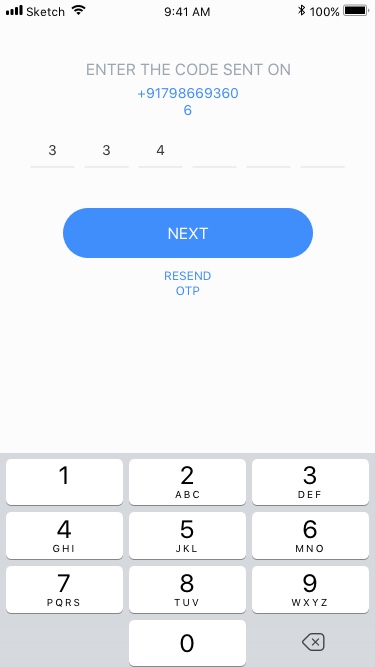 Sketch 9:41 AM 100%
ENTER THE CODE SENT ON
+91798669360
6
3 3 4
NEXT
RESEND
OTP
1 2 3
ABC DEF
4 5 6
GHI JKL MNO
7 8 9
PQRS TUV WXYZ
0